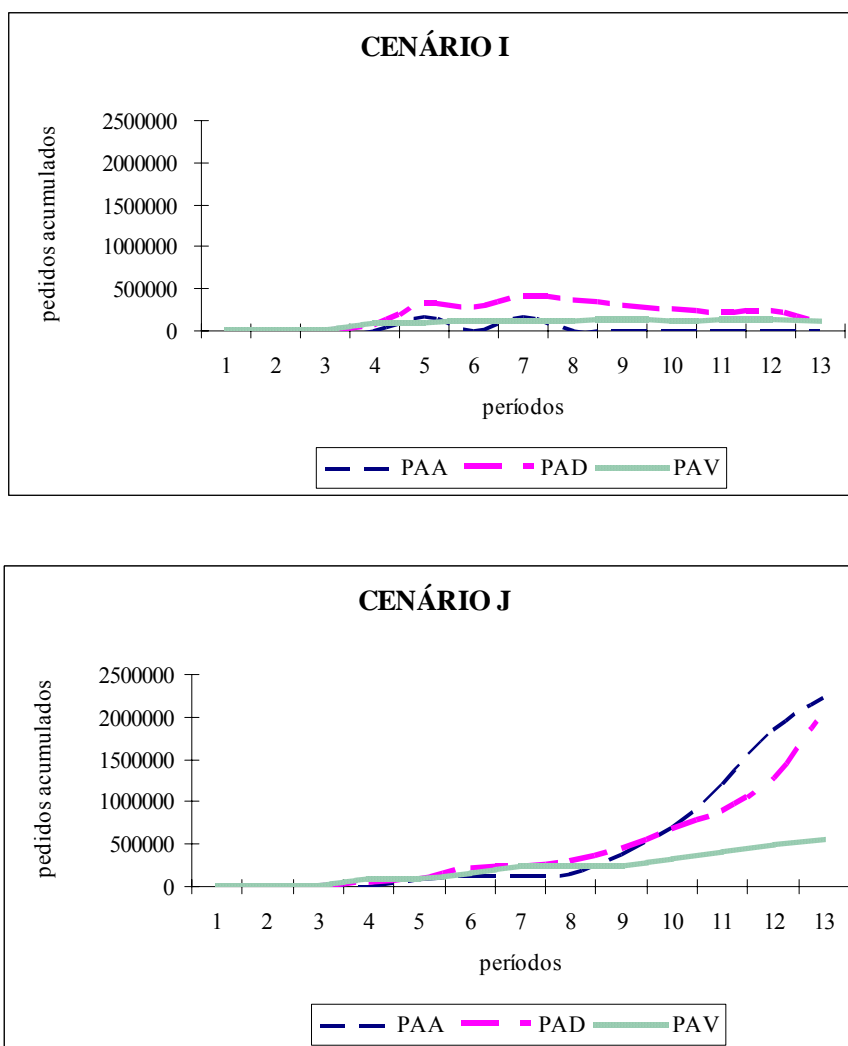 CENÁRIO I
pedidos acumulados
2500000
2000000
1500000
1000000
500000
0
1 2 3 4 5 6 7 8 9 10 11 12 13
períodos
PAA PAD PAV
CENÁRIO J
pedidos acumulados
2500000
2000000
1500000
1000000
500000
0
1 2 3 4 5 6 7 8 9 10 11 12 13
períodos
PAA PAD PAV